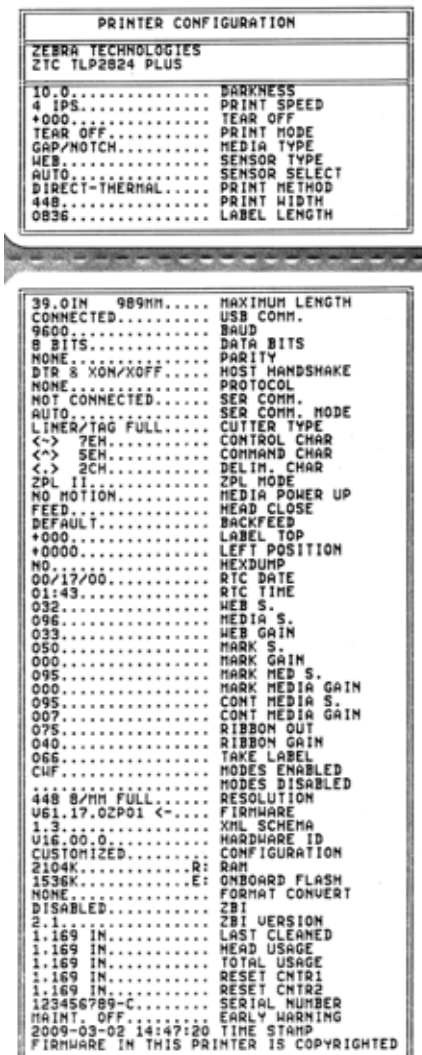 PRINTER CONFIGURATION
ZEBRA TECHNOLOGIES
ZTC TLP2824 PLUS
10.0............... DARKNESS
4 IPS.............. PRINT SPEED
+000............... TEAR OFF
TEAR OFF........... PRINT MODE
GAP/NOTCH.......... MEDIA TYPE
WEB................ SENSOR TYPE
AUTO............... SENSOR SELECT
DIRECT-THERMAL..... PRINT METHOD
448................ PRINT WIDTH
0836............... LABEL LENGTH
39.0IN   989MM..... MAXIMUM LENGTH
CONNECTED.......... USB COMM.
9600............... BAUD
8 BITS............. DATA BITS
NONE............... PARITY
DTR & XON/XOFF..... HOST HANDSHAKE
NONE............... PROTOCOL
NOT CONNECTED...... SER COMM.
AUTO............... SER COMM. MODE
LINER/TAG FULL..... CUTTER TYPE
<~>  7EH........... CONTROL CHAR
<^>  5EH........... COMMAND CHAR
<,>  2CH........... DELIM. CHAR
ZPL II............. ZPL MODE
NO MOTION.......... MEDIA POWER UP
FEED............... HEAD CLOSE
DEFAULT............ BACKFEED
+000............... LABEL TOP
+0000.............. LEFT POSITION
NO................. HEXDUMP
00/17/00........... RTC DATE
01:43.............. RTC TIME
032................ WEB S.
096................ MEDIA S.
033................ WEB GAIN
050................ MARK S.
000................ MARK GAIN
095................ MARK MED S.
000................ MARK MEDIA GAIN
095................ CONT MEDIA S.
007................ CONT MEDIA GAIN
075................ RIBBON OUT
040................ RIBBON GAIN
066................ TAKE LABEL
CWF................ MODES ENABLED
................... MODES DISABLED
448 8/MM FULL...... RESOLUTION
V61.17.0ZP01 <-.... FIRMWARE
1.3................ XML SCHEMA
V16.00.0........... HARDWARE ID
CUSTOMIZED......... CONFIGURATION
2104K............R: RAM
1536K............E: ONBOARD FLASH
NONE............... FORMAT CONVERT
DISABLED........... ZBI
2.1................ ZBI VERSION
1.169 IN........... LAST CLEANED
1.169 IN........... HEAD USAGE
1.169 IN........... TOTAL USAGE
1.169 IN........... RESET CNTR1
1.169 IN........... RESET CNTR2
123456789-C........ SERIAL NUMBER
MAINT. OFF......... EARLY WARNING
2009-03-02 14:47:20 TIME STAMP
FIRMWARE IN THIS PRINTER IS COPYRIGHTED